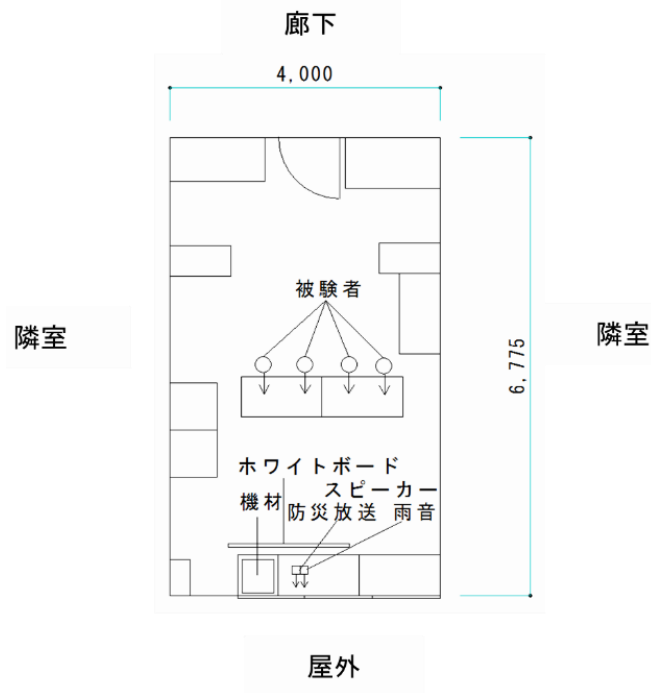 廊下
4,000
被験者
隣室
隣室
6,775
ホワイトボード
スピーカー
機材
防災放送 雨音
屋外